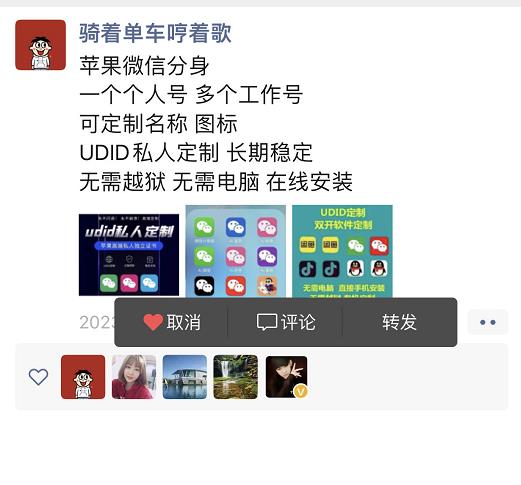 骑着单车哼着歌
苹果微信分身
一个个人号 多个工作号
可定制名称 图标
UDID私人定制 长期稳定
无需越狱 无需电脑 在线安装
udid私人定制
苹果高端私人独立证书
UDID定制
双开软件定制
无需电脑 直接手机安装
2023
取消
评论
转发